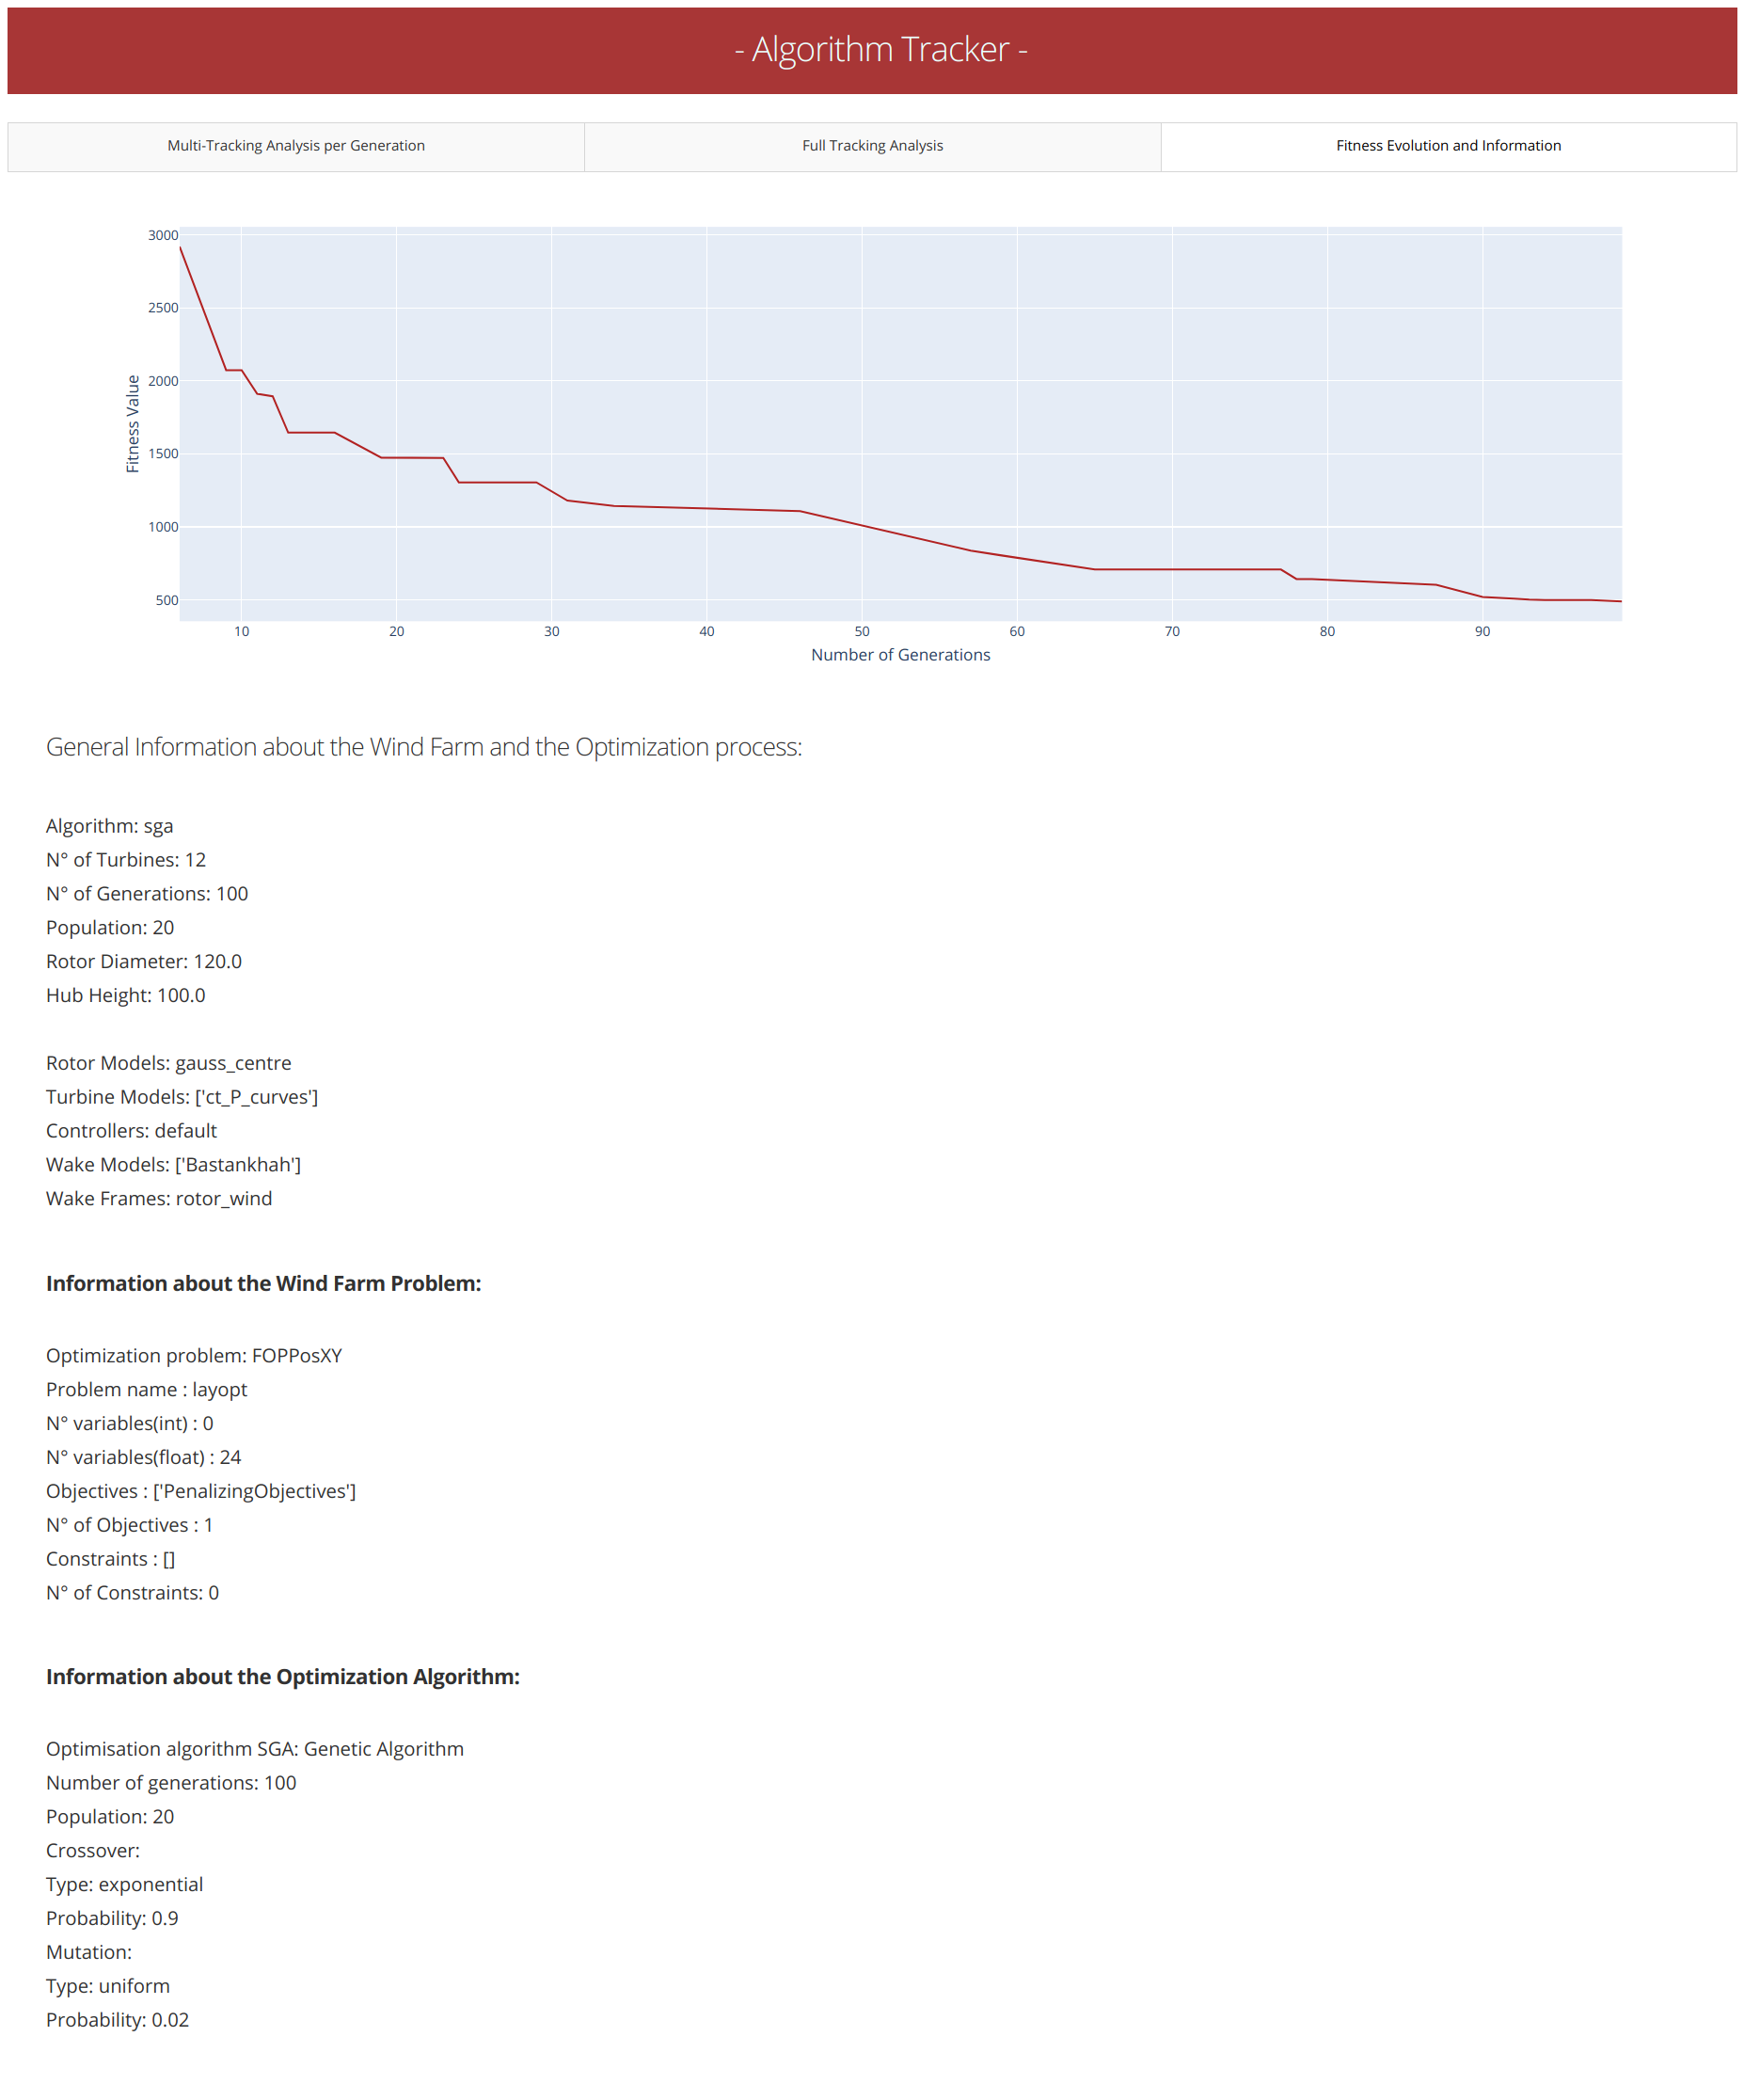 - Algorithm Tracker -
Multi-Tracking Analysis per Generation
Full Tracking Analysis
Fitness Evolution and Information
3000
2500
2000
1500
1000
500
Fitness Value
10 20 30 40 50 60 70 80 90
Number of Generations
General Information about the Wind Farm and the Optimization process:
Algorithm: sga
N° of Turbines: 12
N° of Generations: 100
Population: 20
Rotor Diameter: 120.0
Hub Height: 100.0
Rotor Models: gauss_centre
Turbine Models: ['ct_P_curves']
Controllers: default
Wake Models: ['Bastankhah']
Wake Frames: rotor_wind
Information about the Wind Farm Problem:
Optimization problem: FOPPosXY
Problem name : layopt
N° variables(int) : 0
N° variables(float) : 24
Objectives : ['PenalizingObjectives']
N° of Objectives : 1
Constraints : []
N° of Constraints: 0
Information about the Optimization Algorithm:
Optimisation algorithm SGA: Genetic Algorithm
Number of generations: 100
Population: 20
Crossover:
Type: exponential
Probability: 0.9
Mutation:
Type: uniform
Probability: 0.02